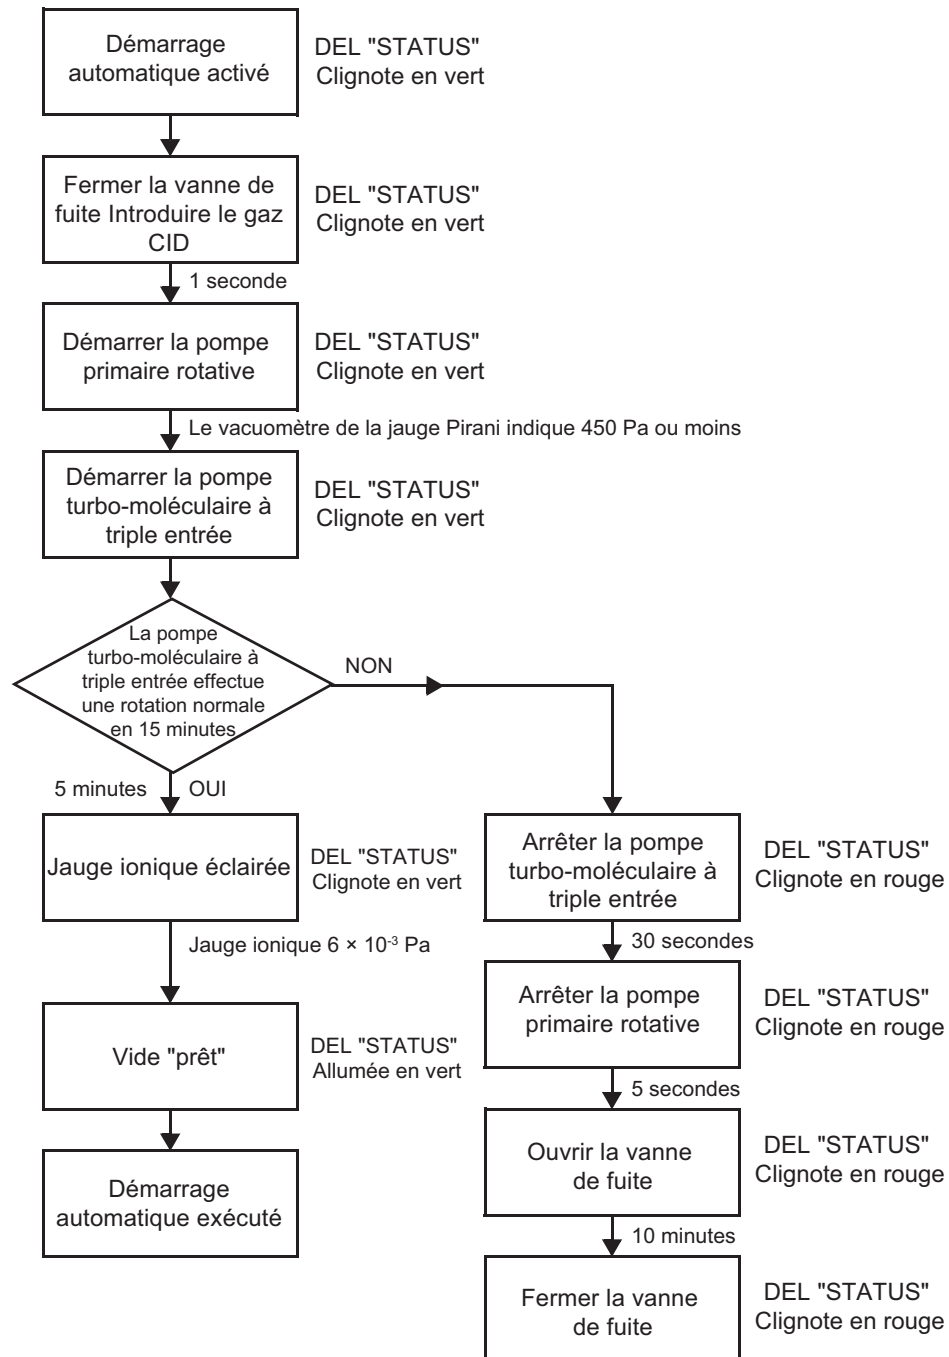 Démarrage
automatique activé
DEL "STATUS"
Clignote en vert
Fermer la vanne de
fuite Introduire le gaz
CID
DEL "STATUS"
Clignote en vert
1 seconde
Démarrer la pompe
primaire rotative
DEL "STATUS"
Clignote en vert
Le vacuomètre de la jauge Pirani indique 450 Pa ou moins
Démarrer la pompe
turbo-moléculaire à
triple entrée
DEL "STATUS"
Clignote en vert
La pompe
turbo-moléculaire à
triple entrée effectue
une rotation normale
en 15 minutes
NON
5 minutes
OUI
Jauge ionique éclairée
DEL "STATUS"
Clignote en vert
Jauge ionique 6 × 10⁻³ Pa
Vide "prêt"
DEL "STATUS"
Allumée en vert
Démarrage
automatique exécuté
Arrêter la pompe
turbo-moléculaire à
triple entrée
DEL "STATUS"
Clignote en rouge
30 secondes
Arrêter la pompe
primaire rotative
DEL "STATUS"
Clignote en rouge
5 secondes
Ouvrir la vanne
de fuite
DEL "STATUS"
Clignote en rouge
10 minutes
Fermer la vanne
de fuite
DEL "STATUS"
Clignote en rouge